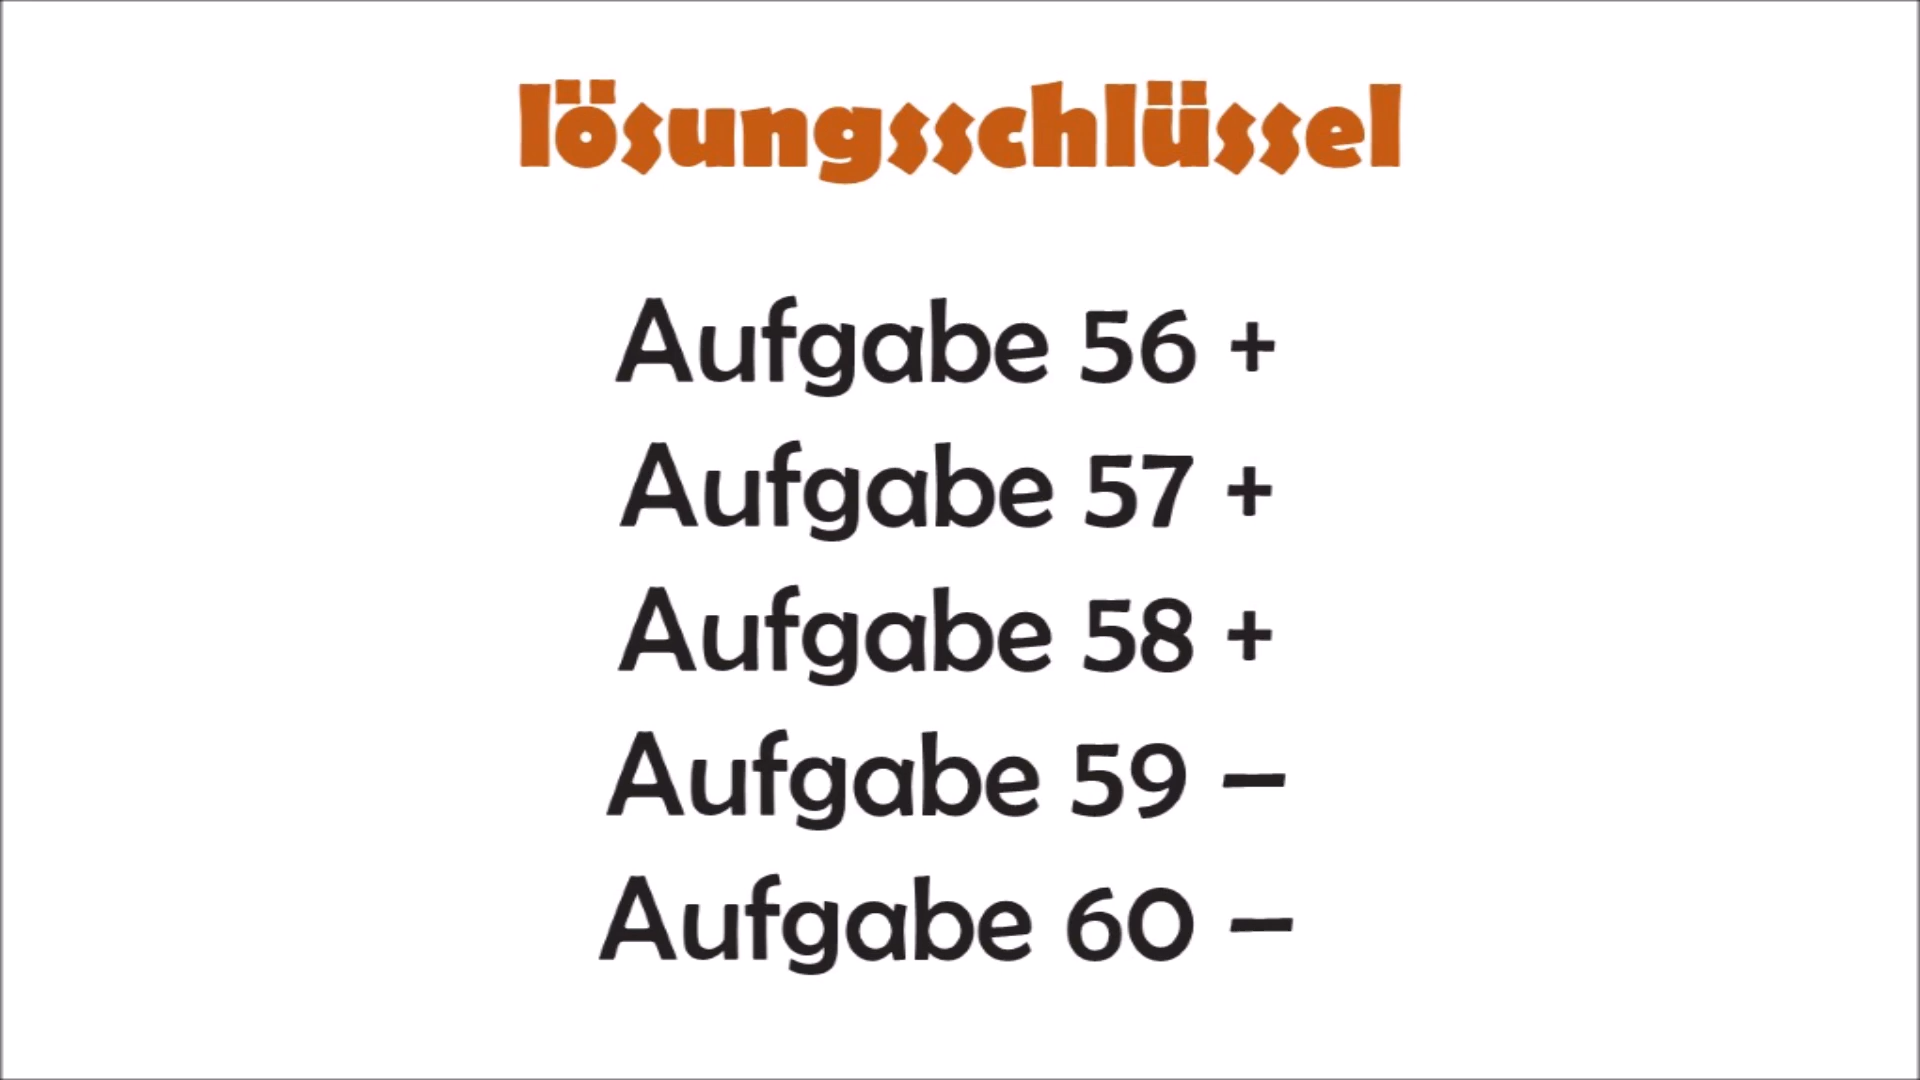 lösungsschlüssel
Aufgabe 56 +
Aufgabe 57 +
Aufgabe 58 +
Aufgabe 59 –
Aufgabe 60 –